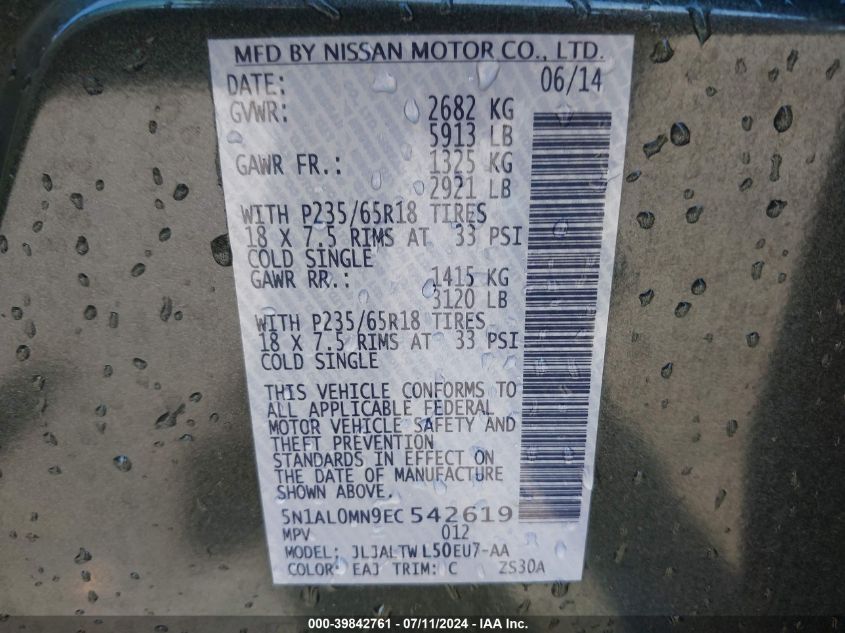 MFD BY NISSAN MOTOR CO., LTD.
DATE: 06/14
GVWR: 2682 KG
5913 LB
GAWR FR.: 1325 KG
2921 LB
WITH P235/65R18 TIRES
18 X 7.5 RIMS AT 33 PSI
COLD SINGLE
GAWR RR.: 1415 KG
3120 LB
WITH P235/65R18 TIRES
18 X 7.5 RIMS AT 33 PSI
COLD SINGLE
THIS VEHICLE CONFORMS TO
ALL APPLICABLE FEDERAL
MOTOR VEHICLE SAFETY AND
THEFT PREVENTION
STANDARDS IN EFFECT ON
THE DATE OF MANUFACTURE
SHOWN ABOVE.
5N1AL0MN9EC542619
MPV 012
MODEL: JLJALTWL50EU7-AA
COLOR: EAJ TRIM: C ZS30A
000-39842761 - 07/11/2024 - IAA Inc.